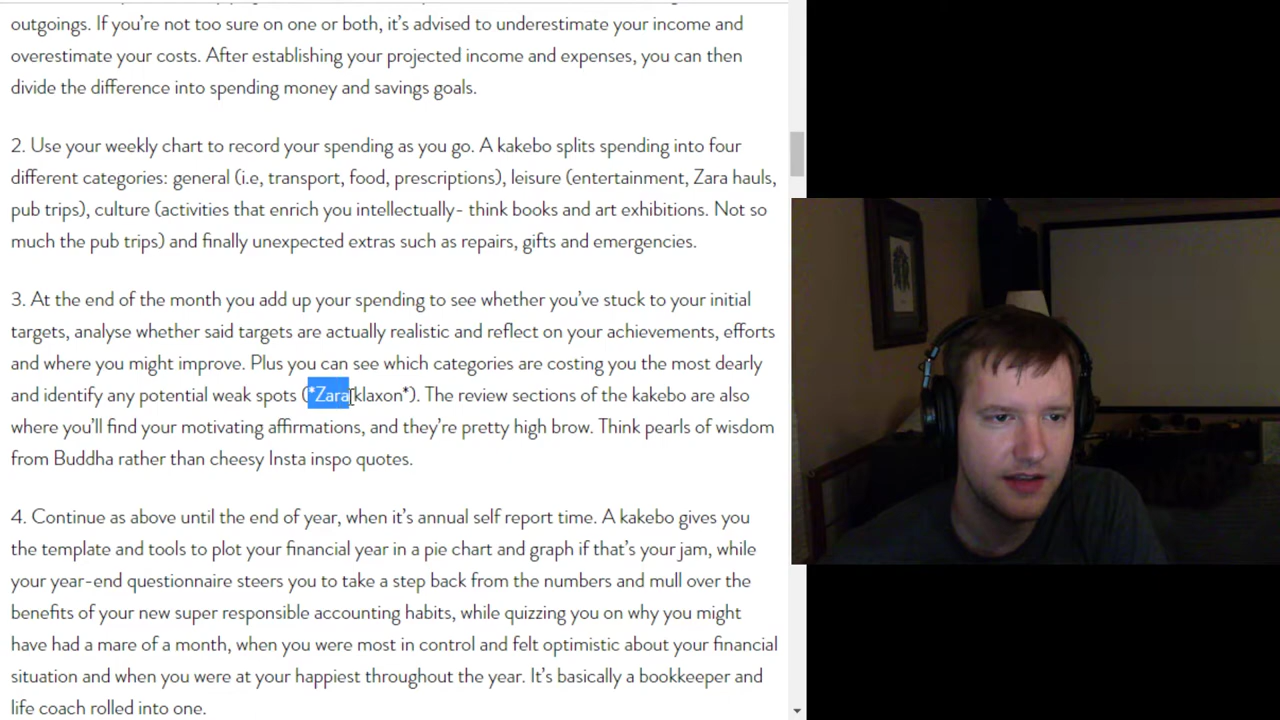 outgoings. If you're not too sure on one or both, it's advised to underestimate your income and
overestimate your costs. After establishing your projected income and expenses, you can then
divide the difference into spending money and savings goals.
2. Use your weekly chart to record your spending as you go. A kakebo splits spending into four
different categories: general (i.e, transport, food, prescriptions), leisure (entertainment, Zara hauls,
pub trips), culture (activities that enrich you intellectually- think books and art exhibitions. Not so
much the pub trips) and finally unexpected extras such as repairs, gifts and emergencies.
3. At the end of the month you add up your spending to see whether you've stuck to your initial
targets, analyse whether said targets are actually realistic and reflect on your achievements, efforts
and where you might improve. Plus you can see which categories are costing you the most dearly
and identify any potential weak spots (*Zara klaxon*). The review sections of the kakebo are also
where you'll find your motivating affirmations, and they're pretty high brow. Think pearls of wisdom
from Buddha rather than cheesy Insta inspo quotes.
4. Continue as above until the end of year, when it's annual self report time. A kakebo gives you
the template and tools to plot your financial year in a pie chart and graph if that's your jam, while
your year-end questionnaire steers you to take a step back from the numbers and mull over the
benefits of your new super responsible accounting habits, while quizzing you on why you might
have had a mare of a month, when you were most in control and felt optimistic about your financial
situation and when you were at your happiest throughout the year. It's basically a bookkeeper and
life coach rolled into one.